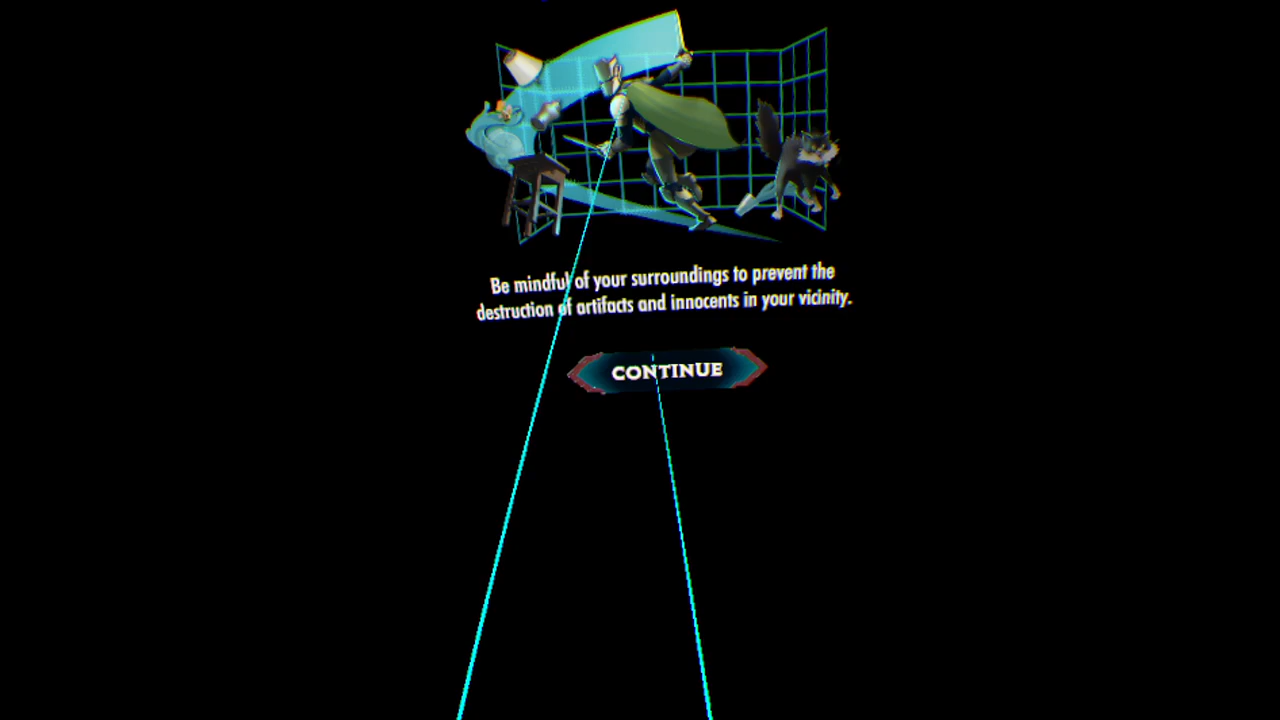 Be mindful of your surroundings to prevent the
destruction of artifacts and innocents in your vicinity.
CONTINUE